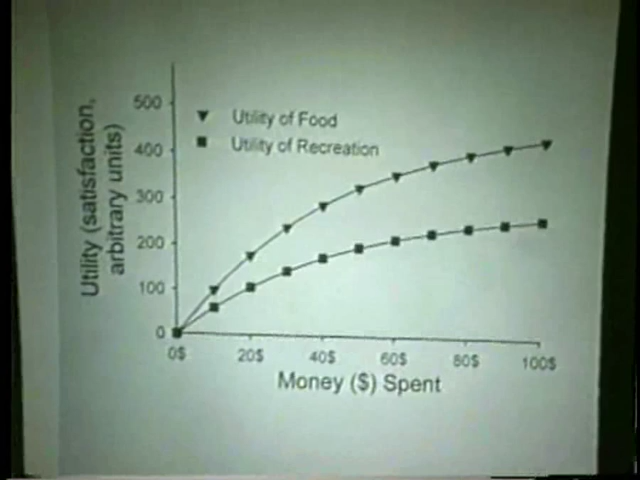 Utility (satisfaction,
arbitrary units)
500
400
300
200
100
0
Utility of Food
Utility of Recreation
0$ 20$ 40$ 60$ 80$ 100$
Money ($) Spent